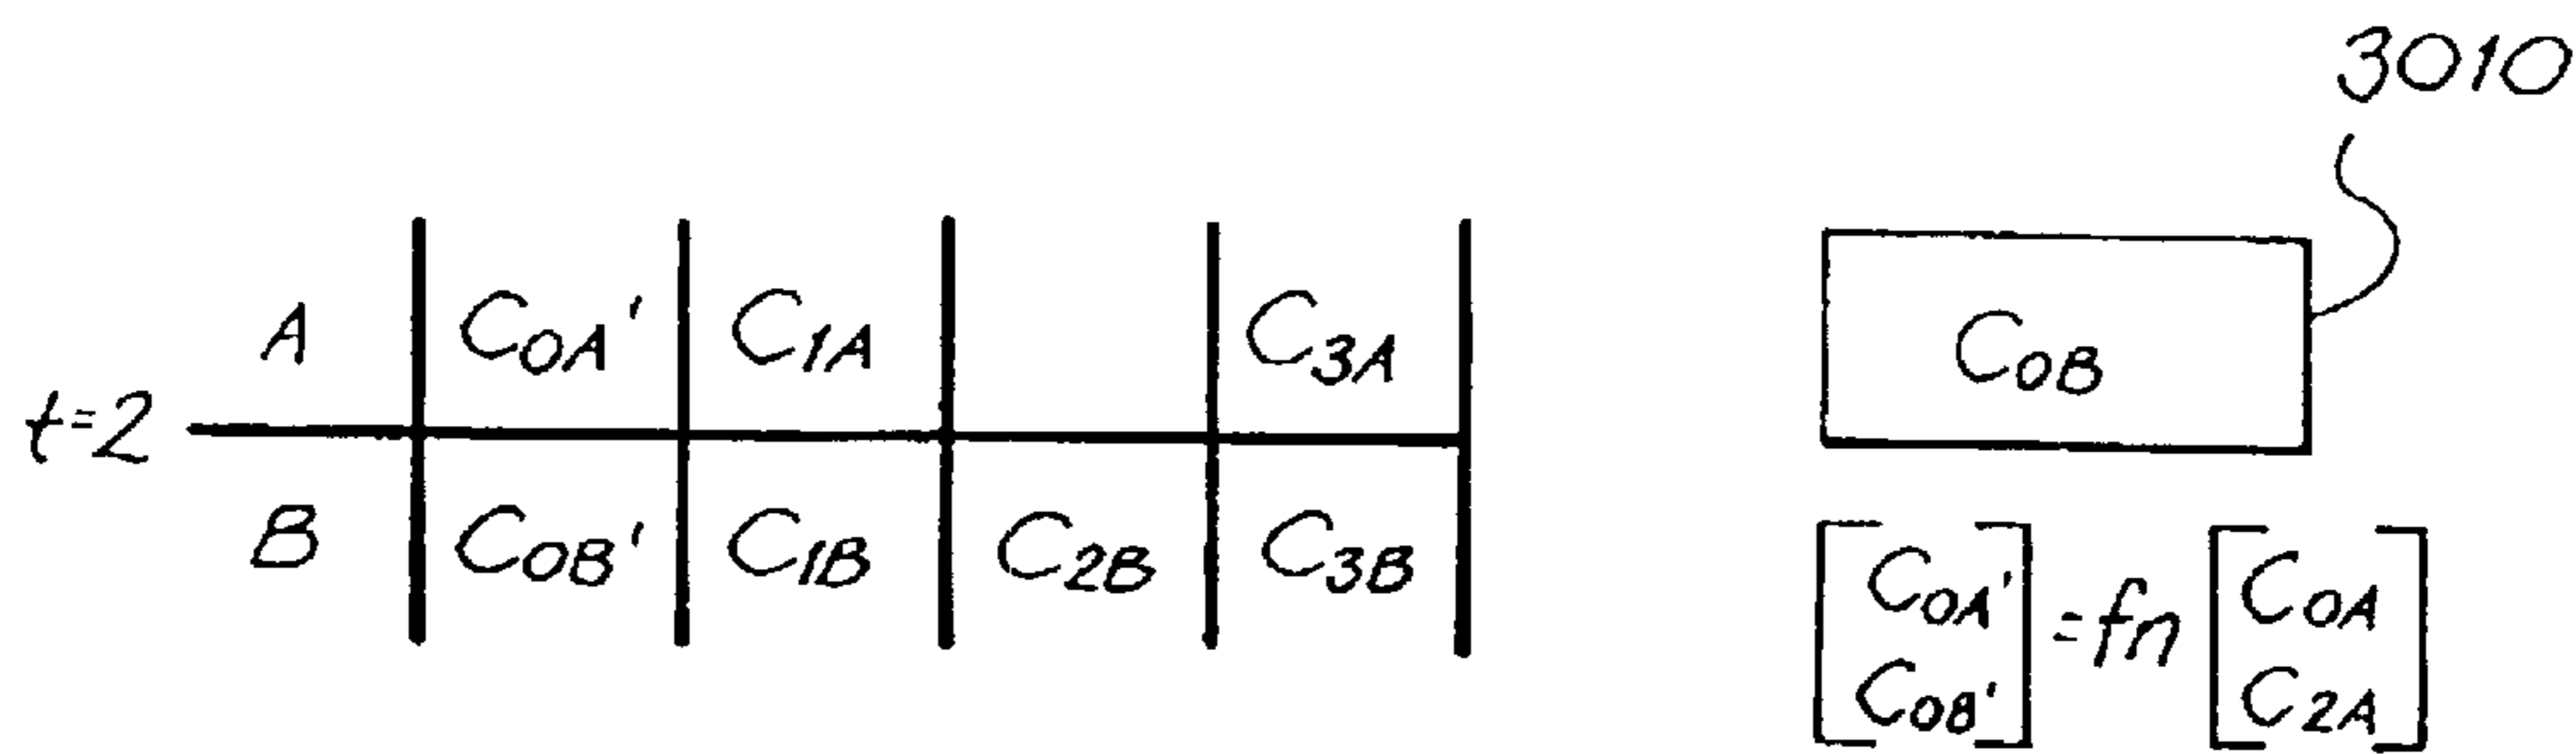 3010
A C₀A' C₁A C₃A C₀B
t=2
B C₀B' C₁B C₂B C₃B
[C₀A'] = fn [C₀A]
[C₀B'] [C₂A]